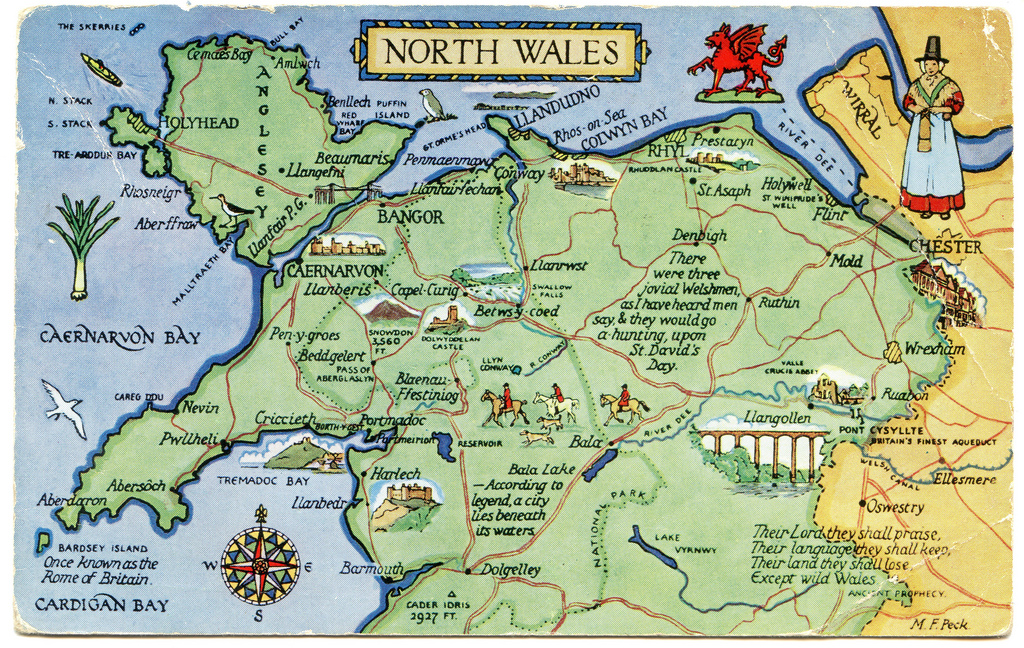 NORTH WALES
THE SKERRIES
BULL BAY
Cemaes Bay
Amlwch
ANGLESEY
N. STACK
S. STACK
HOLYHEAD
TRE-ARDDUR BAY
Benllech
RED
WHARF
BAY
PUFFIN
ISLAND
Beaumaris
Llangefni
Rhosneigr
Aberffraw
Llanfair P.G.
MALLTRAETH BAY
GT. ORME'S HEAD
LLANDUDNO
Rhos-on-Sea
COLWYN BAY
Penmaenmawr
Conway
Llanfairfechan
BANGOR
RHYL
Prestatyn
RHUDDLAN CASTLE
St. Asaph
Holywell
ST. WINIFRIDE'S
WELL
Flint
RIVER DEE
WIRRAL
CHESTER
Mold
Denbigh
There
were three
jovial Welshmen,
as I have heard men
say, & they would go
a-hunting, upon
St. David's
Day.
Ruthin
Wrexham
CAERNARVON
Llanberis
Capel-Curig
Llanrwst
SWALLOW
FALLS
Betws-y-coed
SNOWDON
3,560
FT.
DOLWYDDELAN
CASTLE
CAERNARVON BAY
Pen-y-groes
Beddgelert
PASS OF
ABERGLASLYN
LLYN
CONWAY
R. CONWAY
Blaenau-
Ffestiniog
VALLE
CRUCIS ABBEY
Ruabon
CAREG DDU
Nevin
Criccieth
BORTH-Y-GEST
Portmadoc
Portmeirion
RESERVOIR
Bala
RIVER DEE
Llangollen
PONT CYSYLLTE
BRITAIN'S FINEST AQUEDUCT
WELSH CANAL
Ellesmere
Pwllheli
TREMADOC BAY
Harlech
Bala Lake
—According to
legend, a city
lies beneath
its waters.
Abersoch
Aberdaron
Llanbedr
NATIONAL PARK
Oswestry
LAKE
VYRNWY
Their Lord they shall praise,
Their language they shall keep,
Their land they shall lose,
Except wild Wales
ANCIENT PROPHECY.
BARDSEY ISLAND
Once known as the
Rome of Britain.
CARDIGAN BAY
W
E
S
Barmouth
Dolgelley
CADER IDRIS
2927 FT.
M. F. Peck